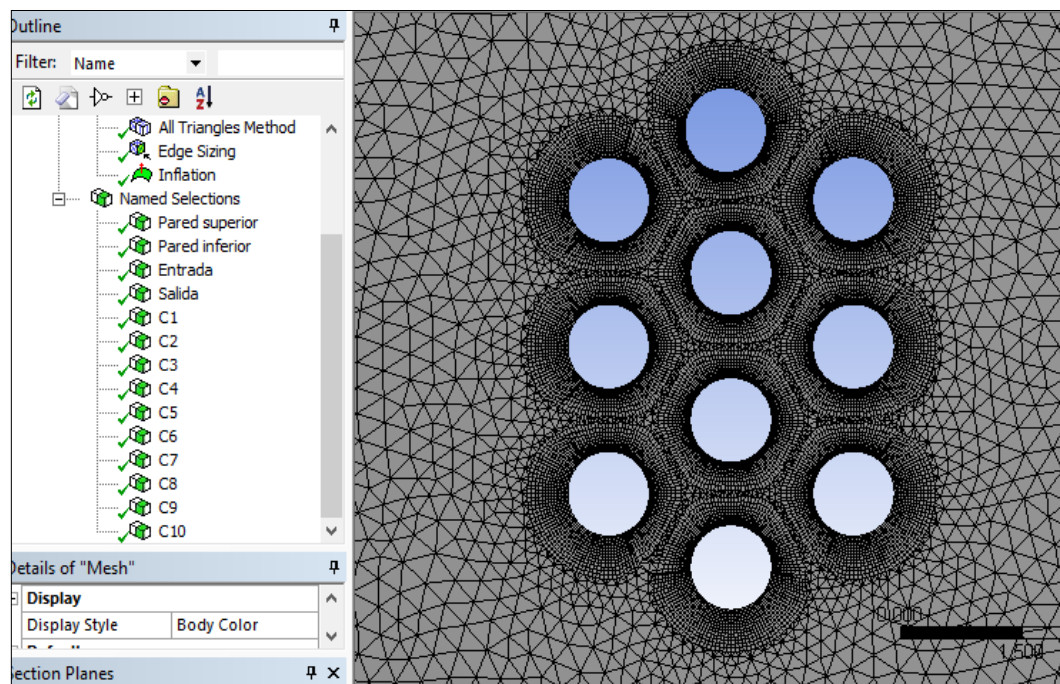 Outline
Filter: Name
All Triangles Method
Edge Sizing
Inflation
Named Selections
Pared superior
Pared inferior
Entrada
Salida
C1
C2
C3
C4
C5
C6
C7
C8
C9
C10
Details of "Mesh"
Display
Display Style Body Color
Section Planes
0,000
1,500